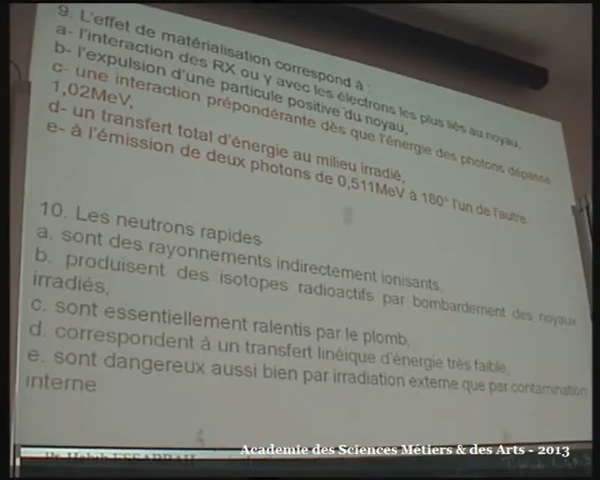 9. L'effet de matérialisation correspond à :
a- l'interaction des RX ou γ avec les électrons les plus liés au noyau,
b- l'expulsion d'une particule positive du noyau,
c- une interaction prépondérante dès que l'énergie des photons dépasse
1,02MeV,
d- un transfert total d'énergie au milieu irradié,
e- à l'émission de deux photons de 0,511MeV à 180° l'un de l'autre.
10. Les neutrons rapides
a. sont des rayonnements indirectement ionisants,
b. produisent des isotopes radioactifs par bombardement des noyaux
irradiés,
c. sont essentiellement ralentis par le plomb,
d. correspondent à un transfert linéique d'énergie très faible,
e. sont dangereux aussi bien par irradiation externe que par contamination
interne
Academie des Sciences Métiers & des Arts - 2013